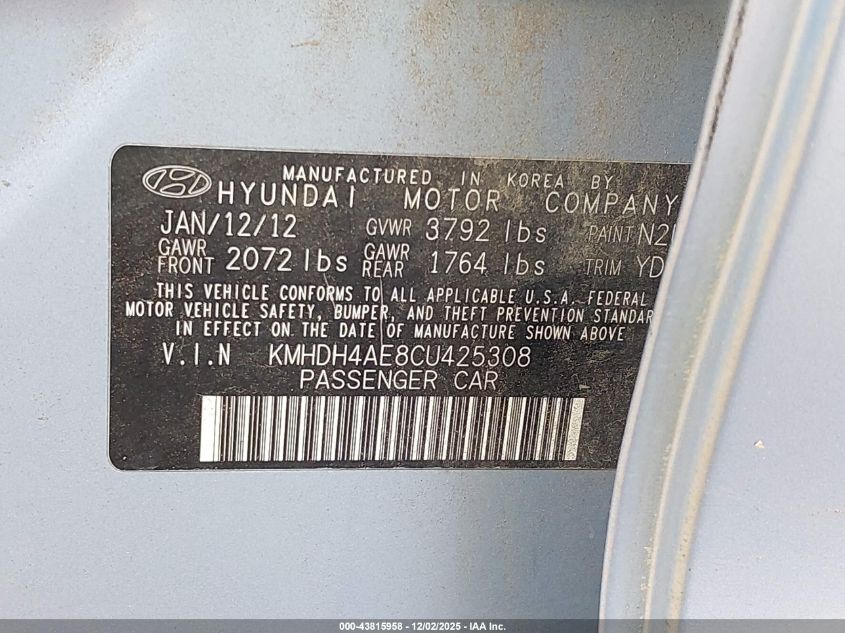 MANUFACTURED IN KOREA BY
HYUNDAI MOTOR COMPANY
JAN/12/12 GVWR 3792 lbs PAINT
GAWR FRONT 2072 lbs GAWR REAR 1764 lbs TRIM
THIS VEHICLE CONFORMS TO ALL APPLICABLE U.S.A. FEDERAL
MOTOR VEHICLE SAFETY, BUMPER, AND THEFT PREVENTION STANDA
IN EFFECT ON THE DATE OF MANUFACTURE SHOWN ABOVE
V.I.N KMHDH4AE8CU425308
PASSENGER CAR
000-43815958 - 12/02/2025 - IAA Inc.